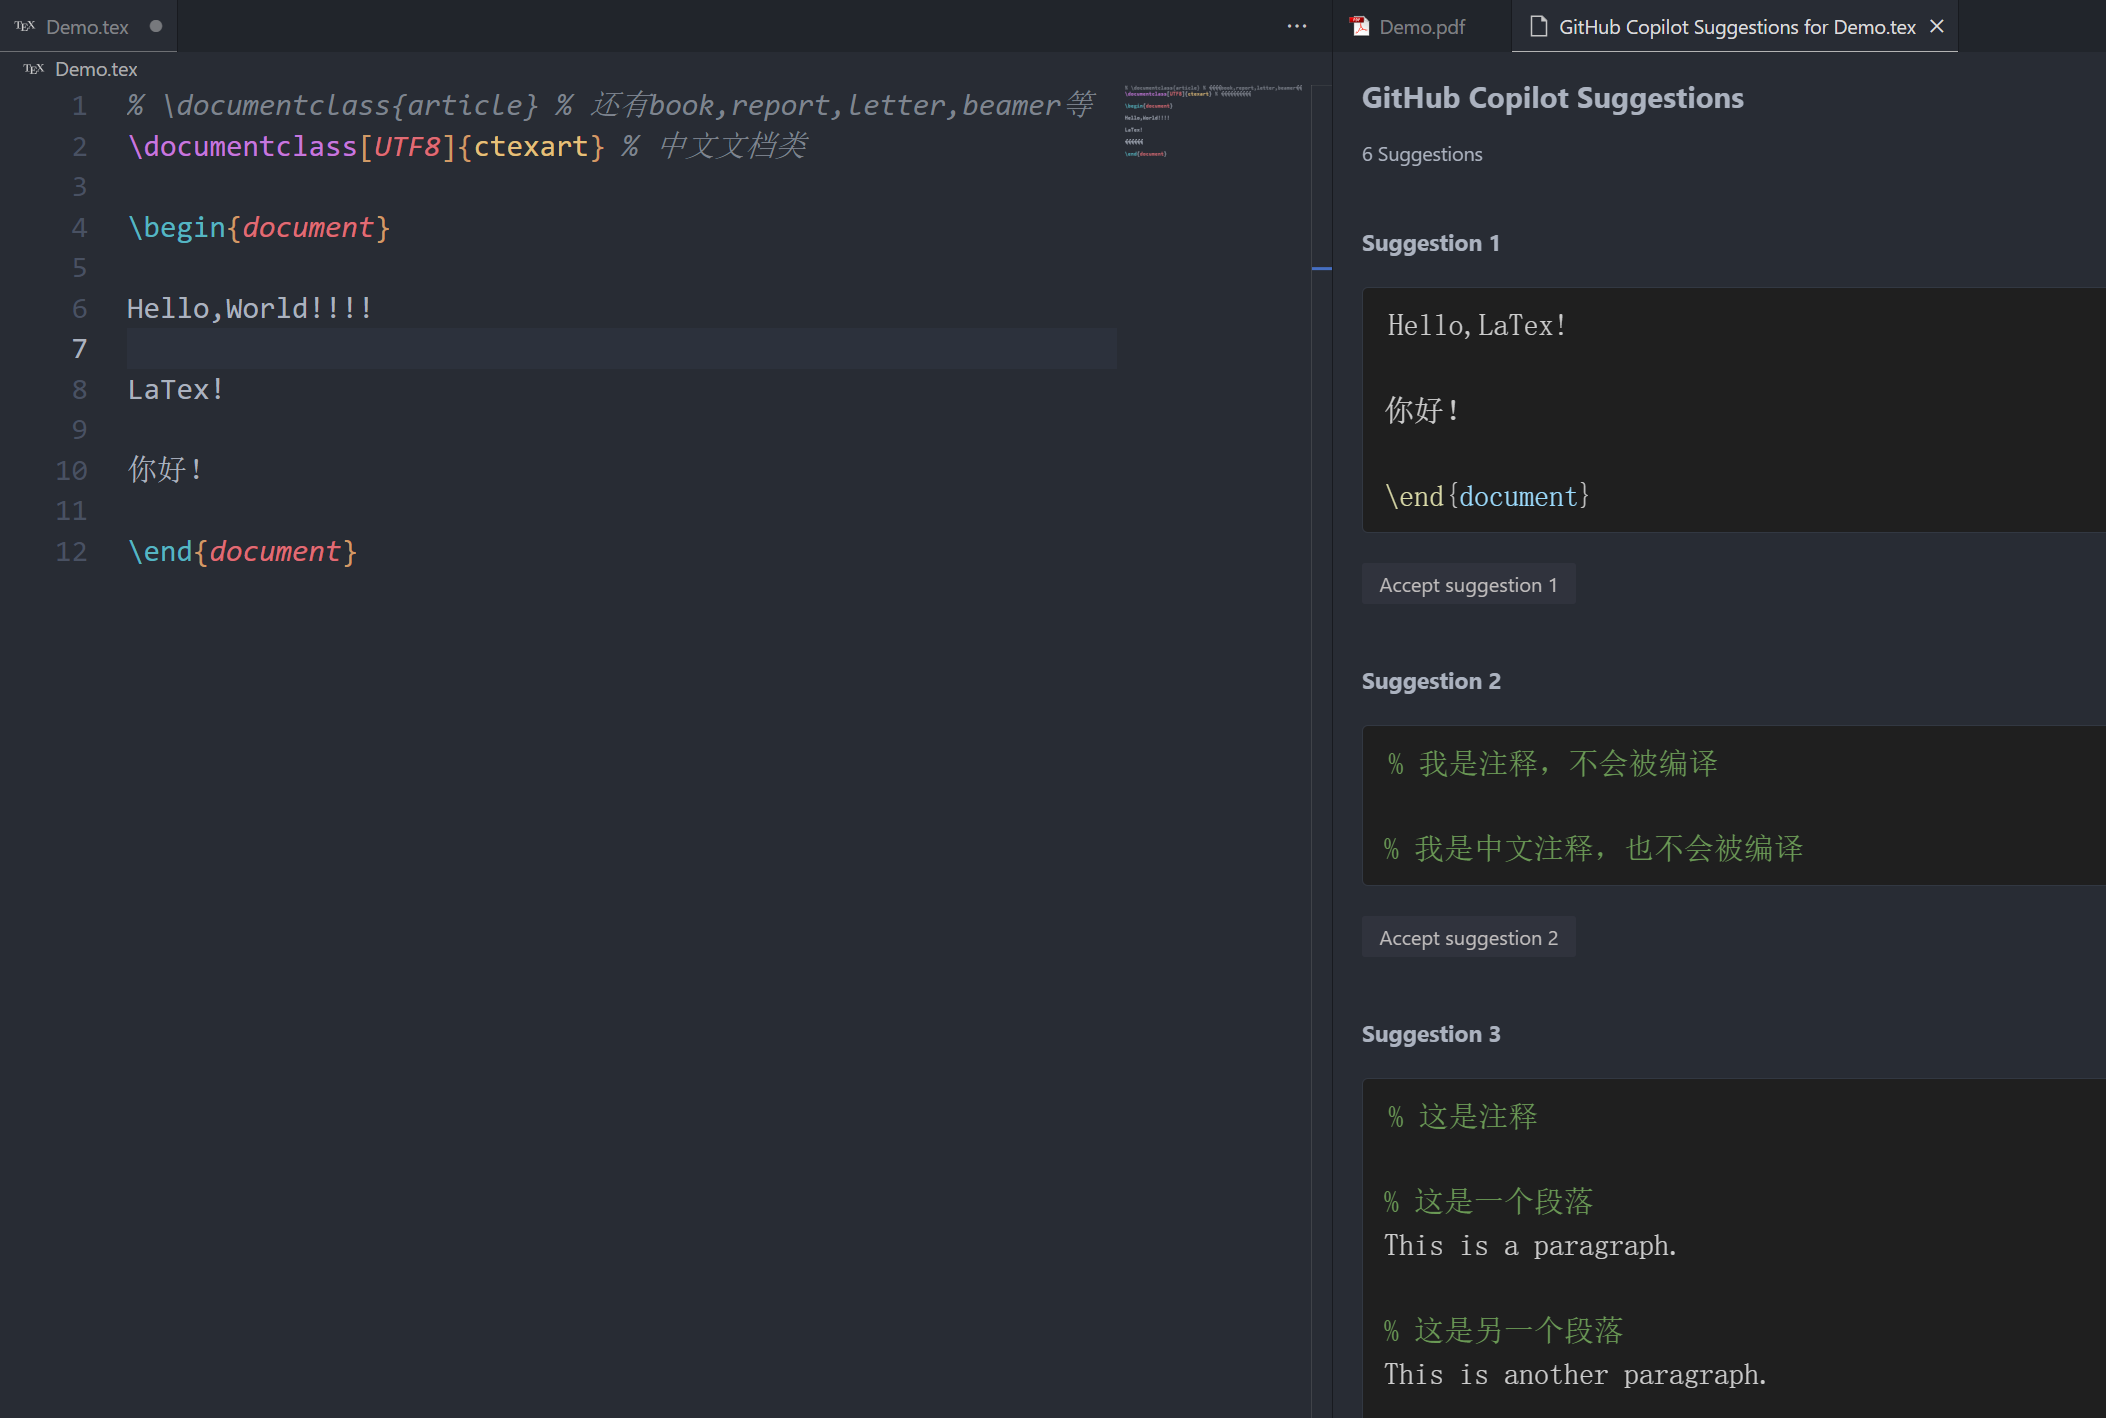 TEX Demo.tex
Demo.pdf
GitHub Copilot Suggestions for Demo.tex
TEX Demo.tex
1 % \documentclass{article} % 还有book,report,letter,beamer等
2 \documentclass[UTF8]{ctexart} % 中文文档类
3
4 \begin{document}
5
6 Hello,World!!!!
7
8 LaTex!
9
10 你好!
11
12 \end{document}
GitHub Copilot Suggestions
6 Suggestions
Suggestion 1
Hello,LaTex!
你好!
\end{document}
Accept suggestion 1
Suggestion 2
% 我是注释，不会被编译
% 我是中文注释，也不会被编译
Accept suggestion 2
Suggestion 3
% 这是注释
% 这是一个段落
This is a paragraph.
% 这是另一个段落
This is another paragraph.